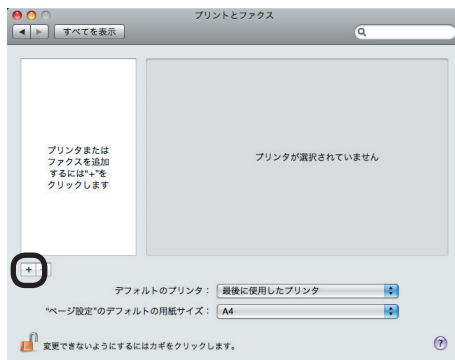 プリントとファクス
すべてを表示
プリンタまたは
ファクスを追加
するには"+"を
クリックします
プリンタが選択されていません
+ −
デフォルトのプリンタ： 最後に使用したプリンタ
"ページ設定"のデフォルトの用紙サイズ： A4
変更できないようにするにはカギをクリックします。
?